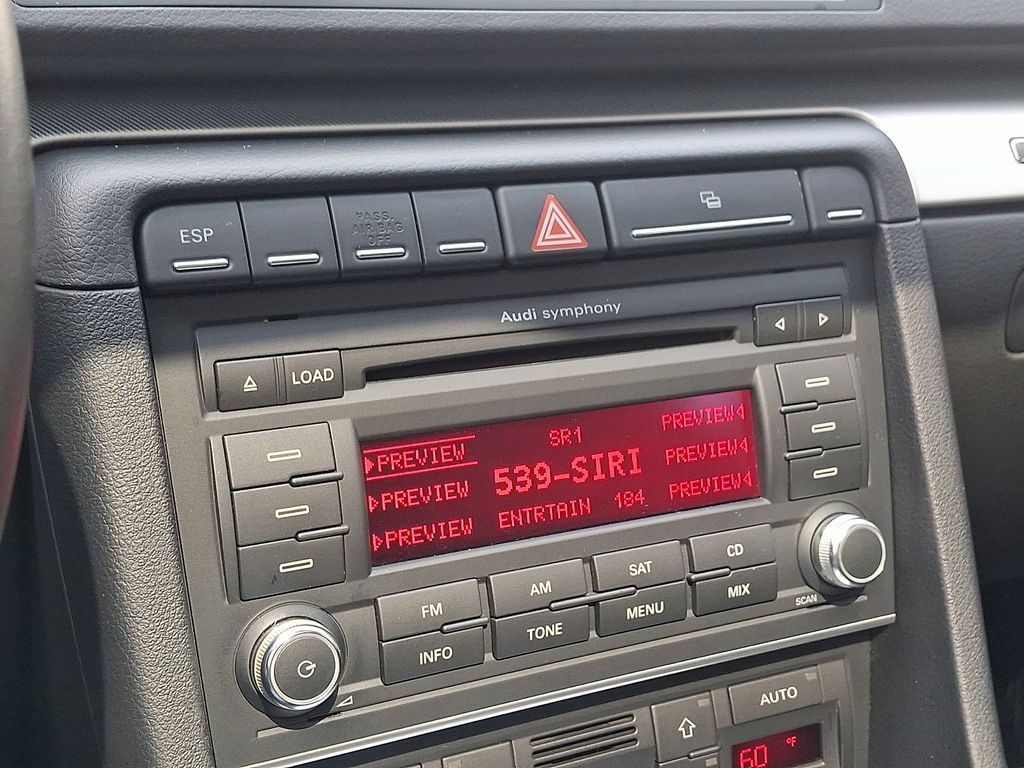 ESP
PASS.
AIR BAG
OFF
Audi symphony
LOAD
SR1
PREVIEW
PREVIEW
539-SIRI
PREVIEW
PREVIEW
PREVIEW
ENTRTAIN 184
PREVIEW
FM
AM
SAT
CD
INFO
TONE
MENU
MIX
SCAN
AUTO
60 °F